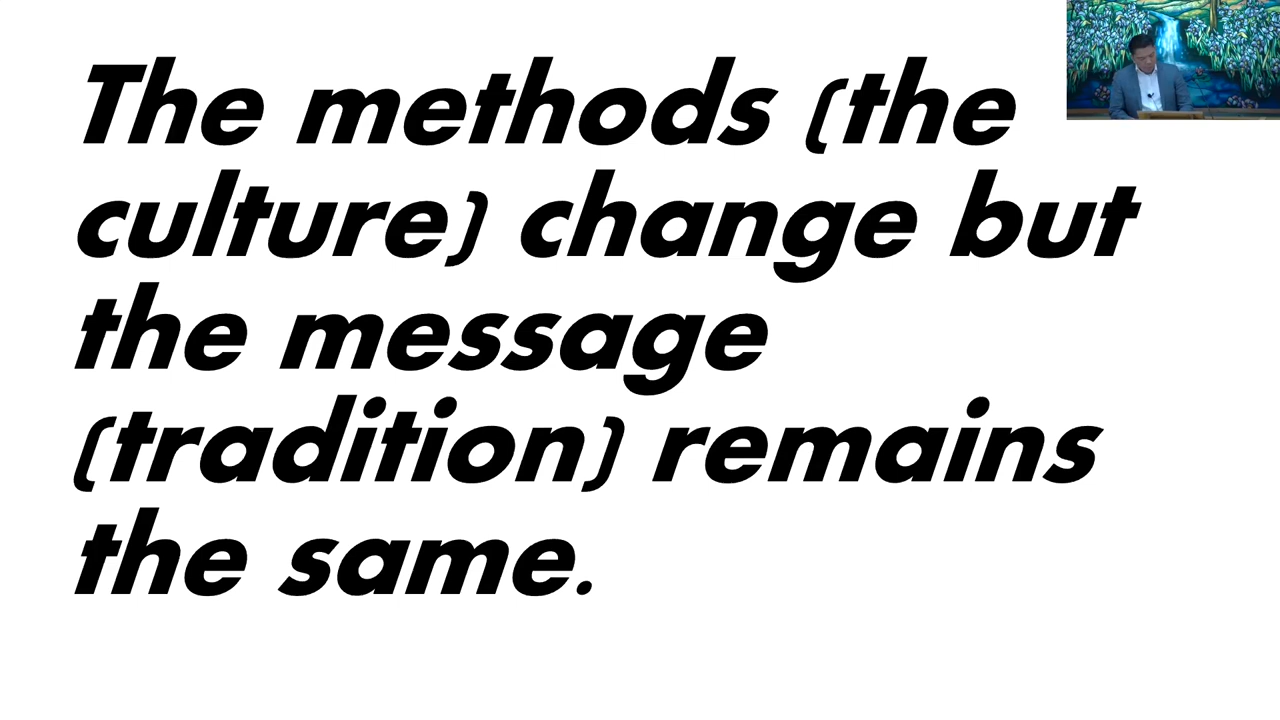 The methods (the
culture) change but
the message
(tradition) remains
the same.